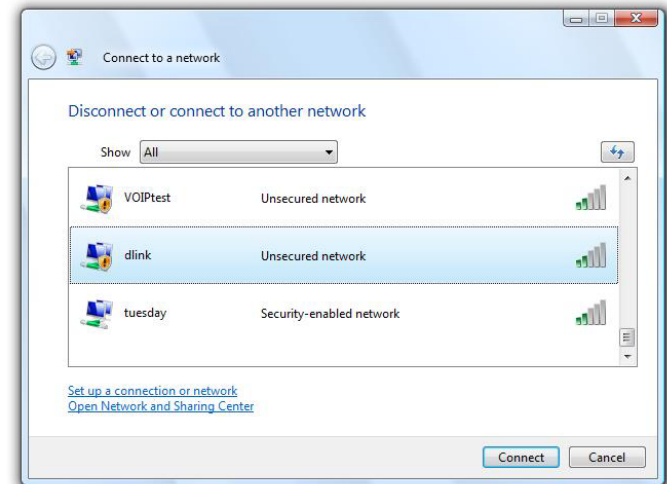 Connect to a network
Disconnect or connect to another network
Show All
VOIPtest Unsecured network
dlink Unsecured network
tuesday Security-enabled network
Set up a connection or network
Open Network and Sharing Center
Connect Cancel